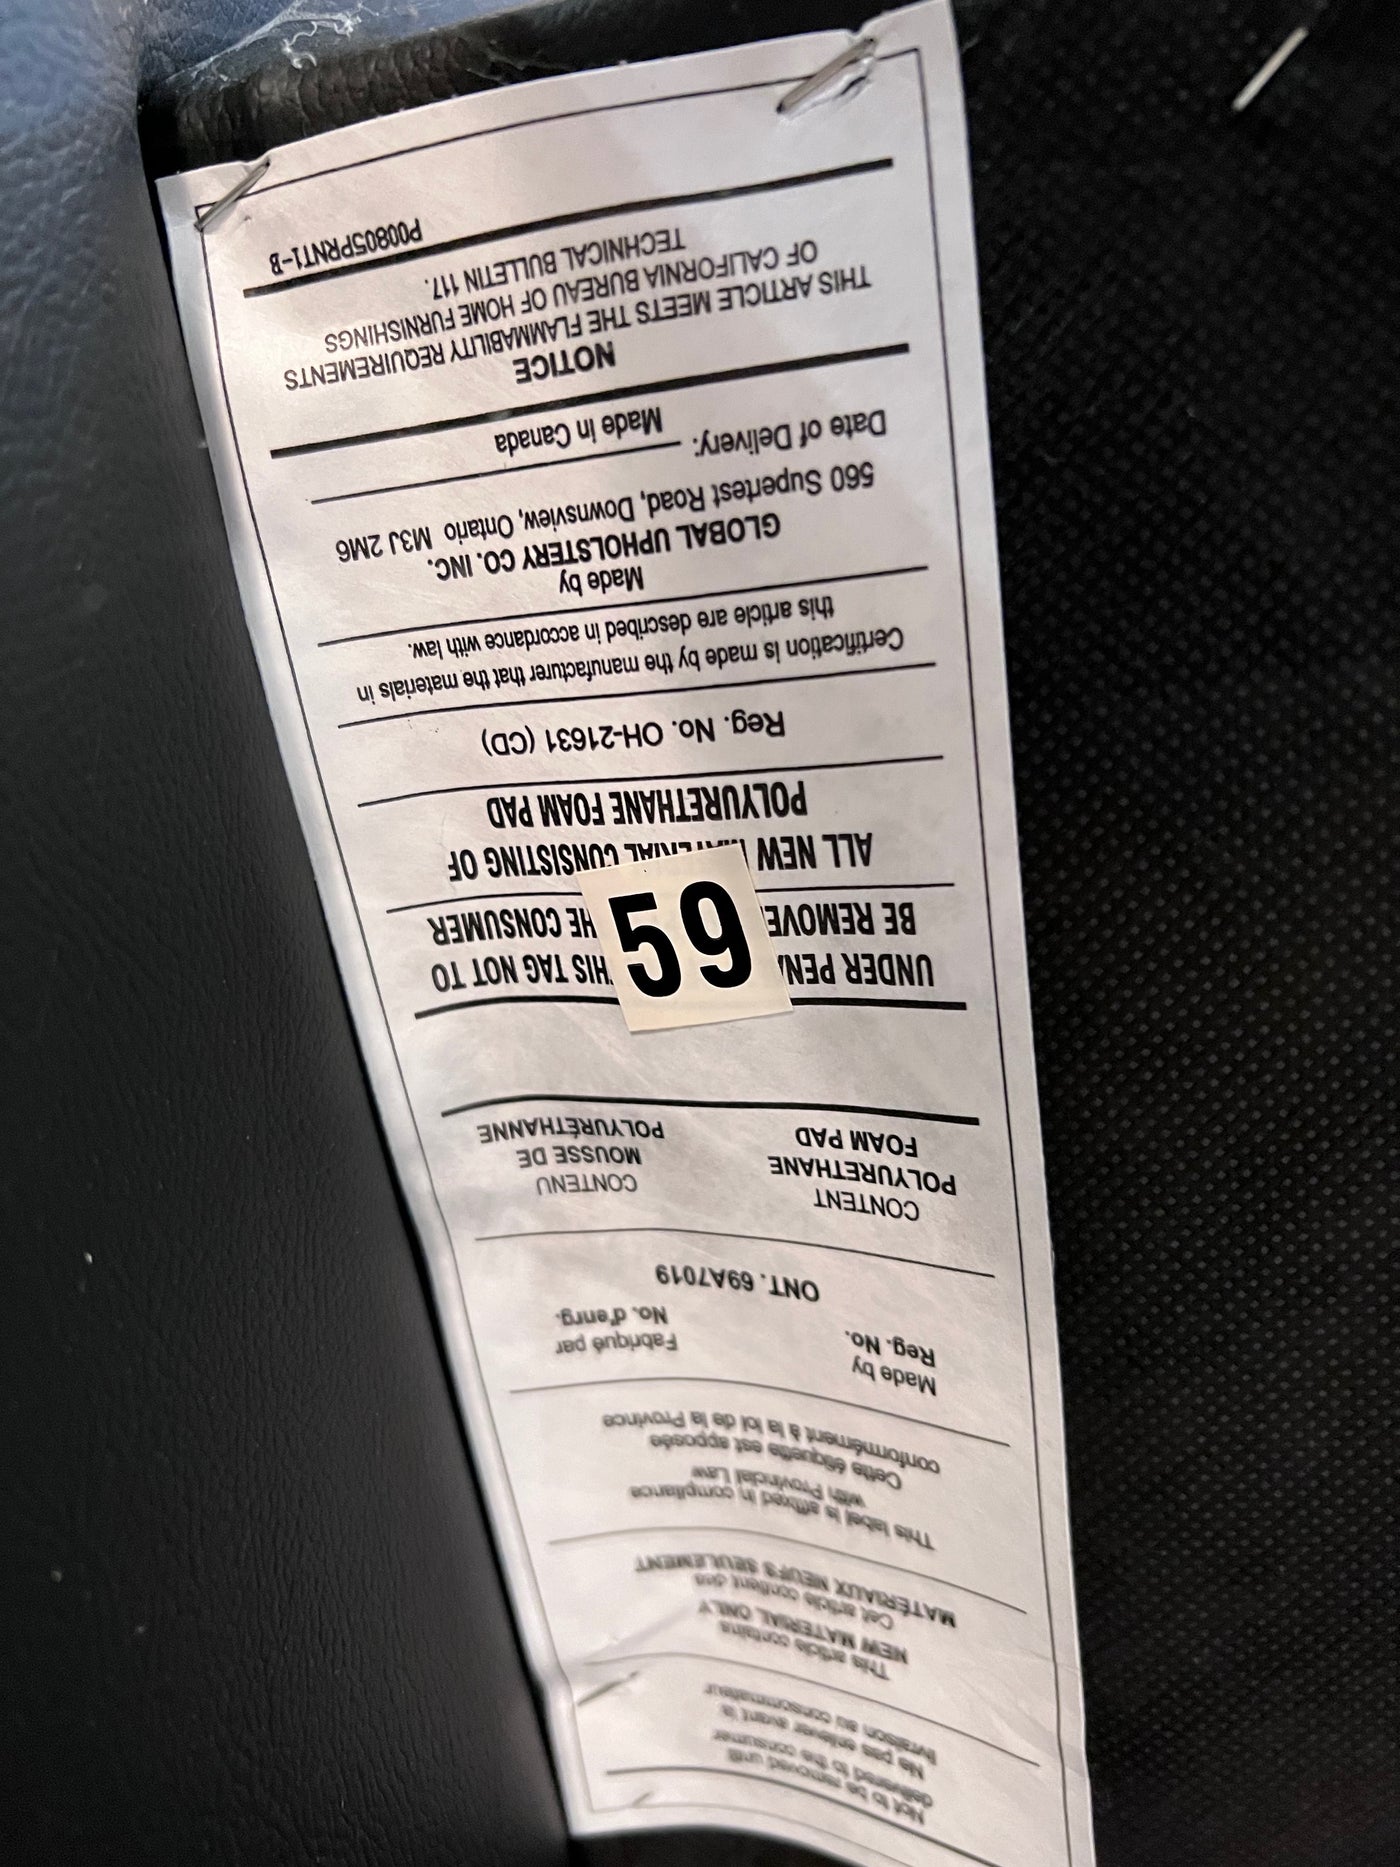 Not to be removed until
delivered to the consumer
Ne pas enlever avant la
livraison au consommateur
This article contains
NEW MATERIAL ONLY
Cet article contient des
MATÉRIAUX NEUFS SEULEMENT
This label is affixed in compliance
with Provincial Law
Cette étiquette est apposée
conformément à la loi de la Province
Made by Fabriqué par
Reg. No. No. d'enrg.
ONT. 69A7019
CONTENT CONTENU
POLYURETHANE MOUSSE DE
FOAM PAD POLYURÉTHANNE
UNDER HIS TAG NOT TO
BE HE CONSUMER
59
ALL NEW CONSISTING OF
POLYURETHANE FOAM PAD
Reg. No. OH-21631 (CD)
Certification is made by the manufacturer that the materials in
this article are described in accordance with law.
Made by
GLOBAL UPHOLSTERY CO. INC.
560 Supertest Road, Downsview, Ontario M3J 2M6
Date of Delivery: Made in Canada
NOTICE
THIS ARTICLE MEETS THE FLAMMABILITY REQUIREMENTS
OF CALIFORNIA BUREAU OF HOME FURNISHINGS
TECHNICAL BULLETIN 117.
P00805PRNT1-B